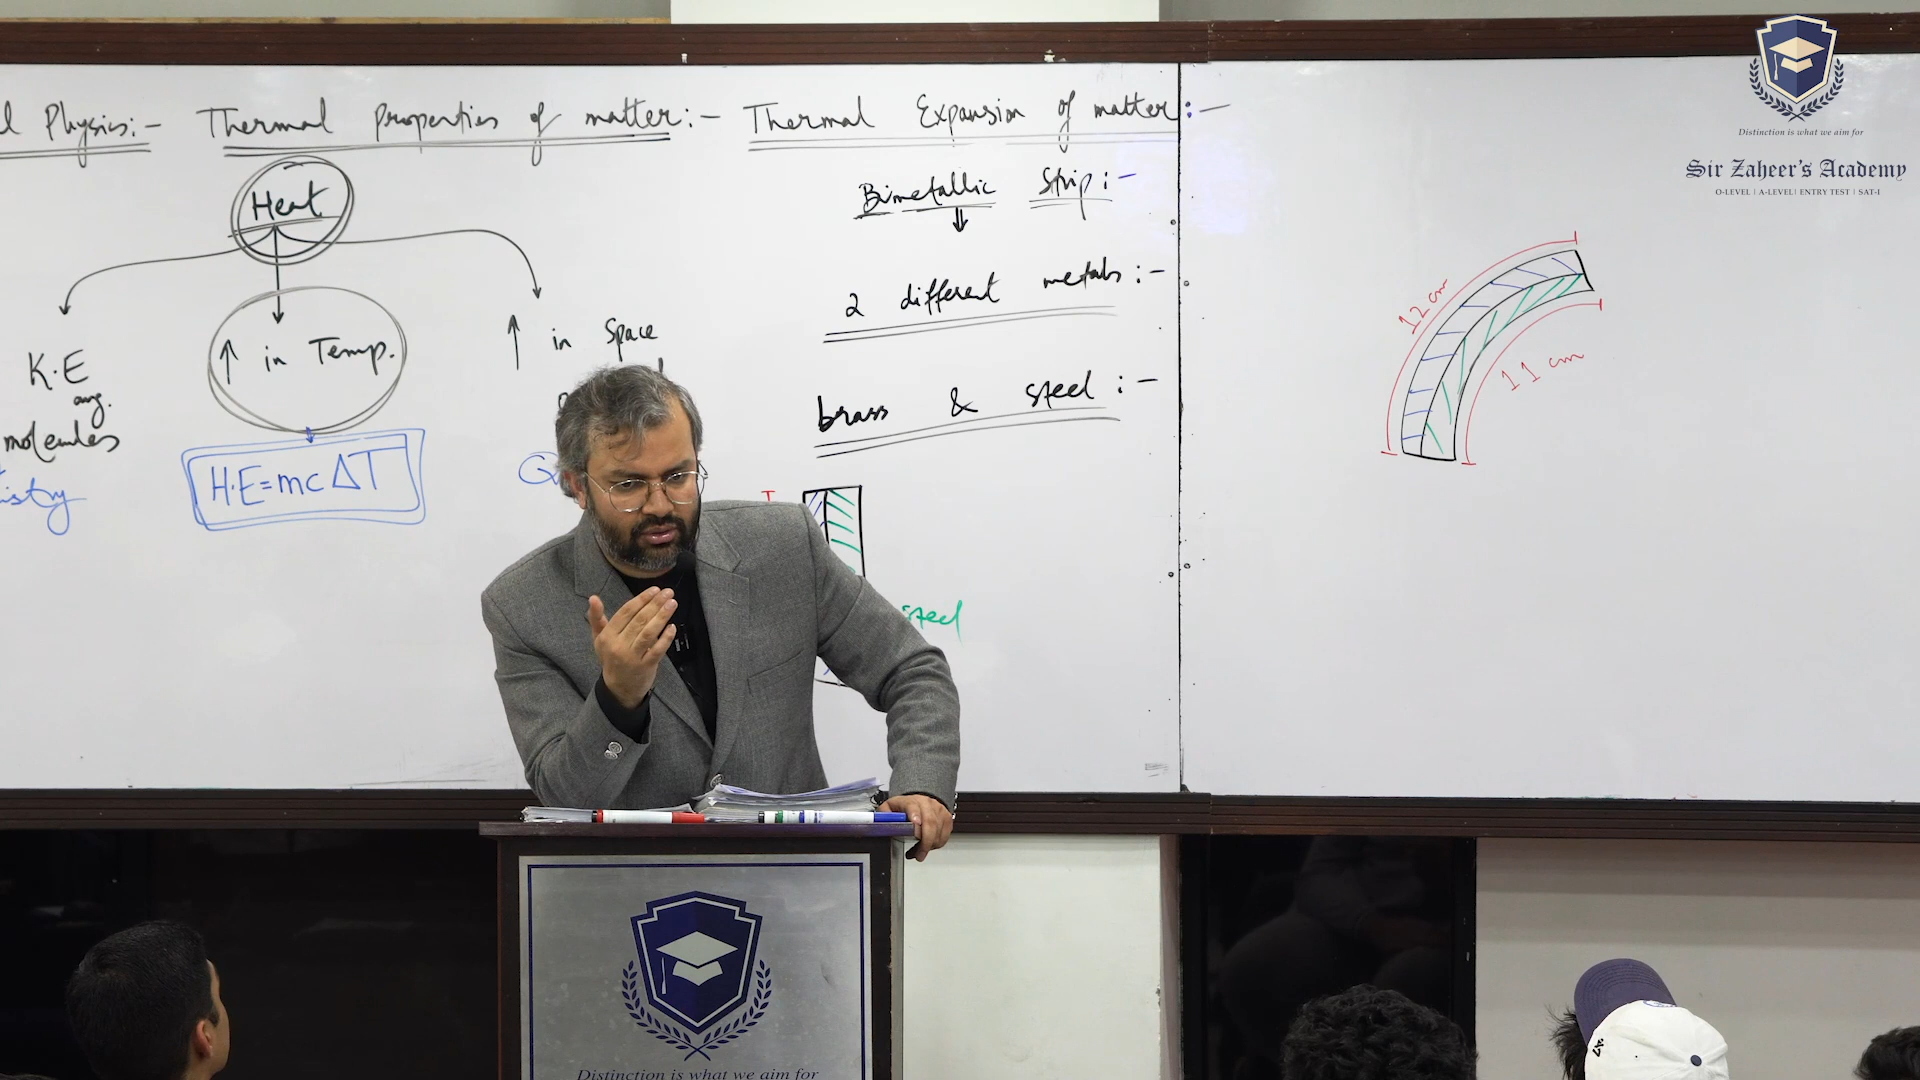 l Physics:-
Thermal Properties of matter:-
Heat
K.E
avg.
molecules
istry
↑ in Temp.
H.E=mcΔT
↑ in Space
Q
Thermal Expansion of matter:-
Bimetallic Strip:-
2 different metals:-
brass & steel:-
steel
12 cm
11 cm
Distinction is what we aim for
Sir Zaheer's Academy
O-LEVEL | A-LEVEL | ENTRY TEST | SAT-I
Distinction is what we aim for